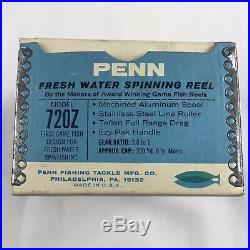 PENN
FRESH WATER SPINNING REEL
By the Makers of Award Winning Game Fish Reels
MODEL
720Z
FIRST GAME FISH
DESIGN FOR
FRESH WATER
SPINFISHING
• Machined Aluminum Spool
• Stainless Steel Line Roller
• Teflon Full Range Drag
• Ezy-Pak Handle
GEAR RATIO: 3.8 to 1
APPROX. CAP.: 200 Yd. 6 lb. Mono
PENN FISHING TACKLE MFG. CO.
PHILADELPHIA, PA. 19132
MADE IN U.S.A.